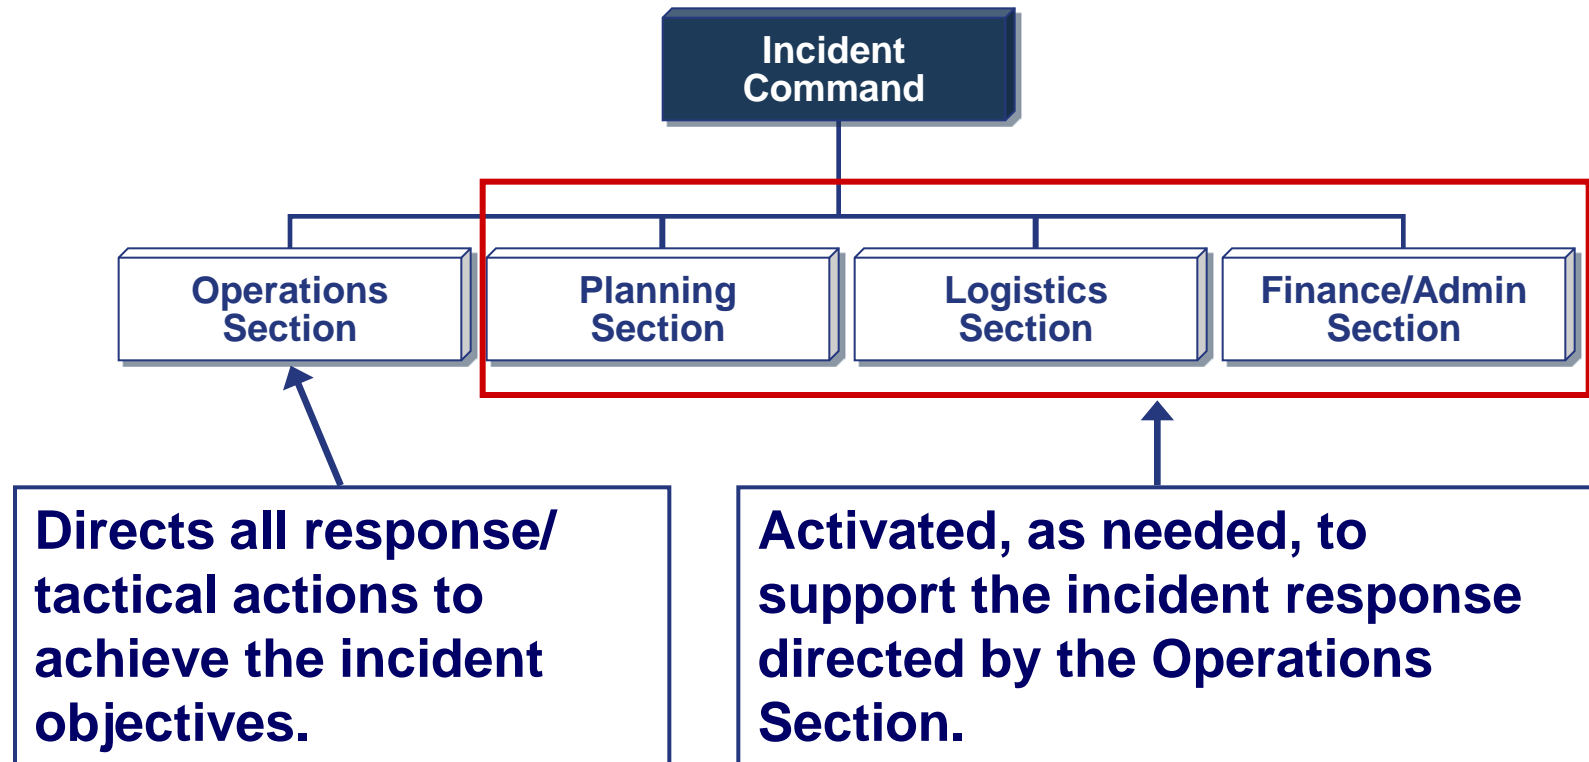 Incident
Command
Operations
Section
Planning
Section
Logistics
Section
Finance/Admin
Section
Directs all response/
tactical actions to
achieve the incident
objectives.
Activated, as needed, to
support the incident response
directed by the Operations
Section.